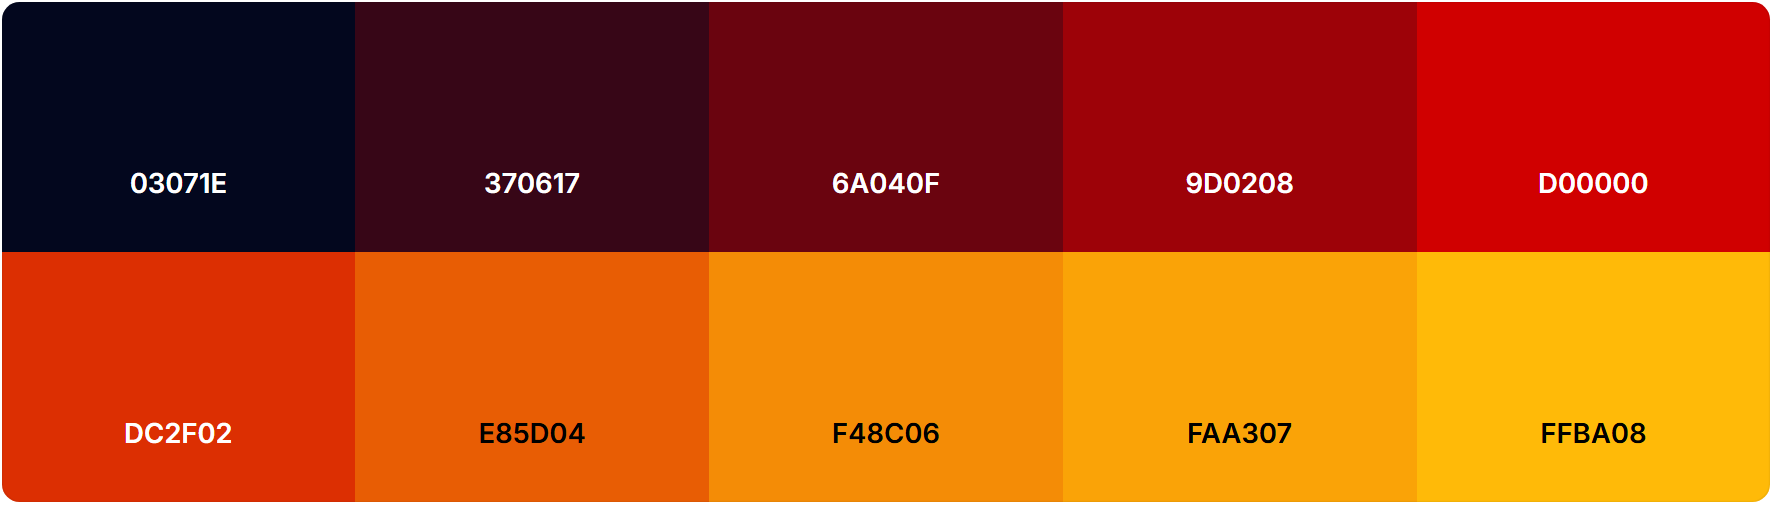 03071E
370617
6A040F
9D0208
D00000
DC2F02
E85D04
F48C06
FAA307
FFBA08